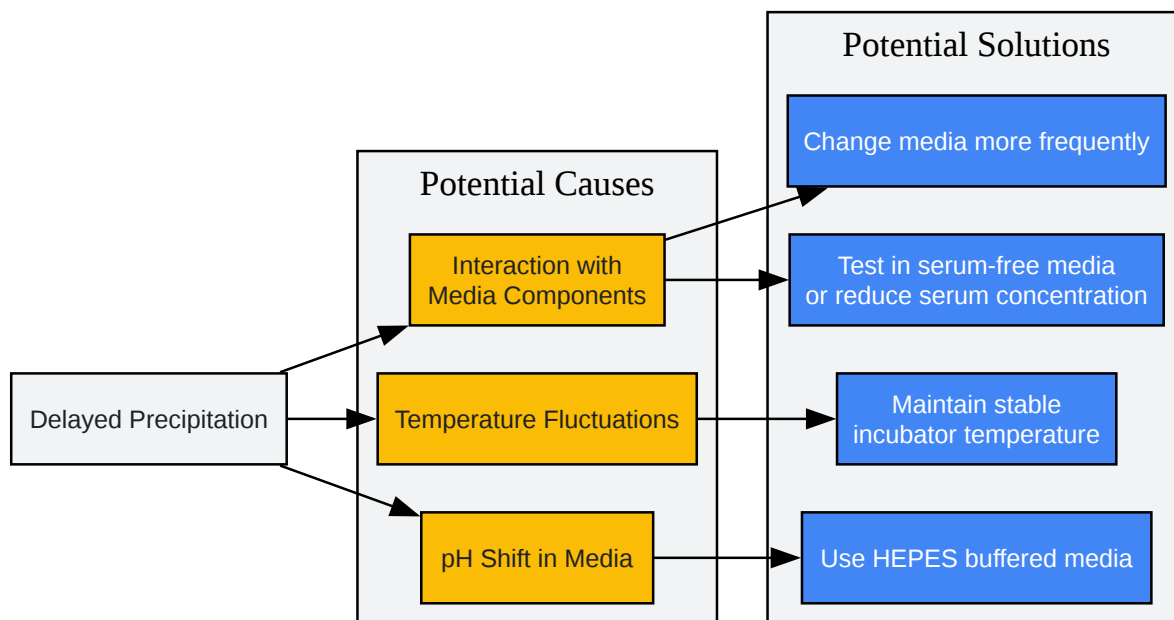 Potential Solutions
Change media more frequently
Potential Causes
Interaction with
Media Components
Test in serum-free media
or reduce serum concentration
Delayed Precipitation
Temperature Fluctuations
Maintain stable
incubator temperature
pH Shift in Media
Use HEPES buffered media